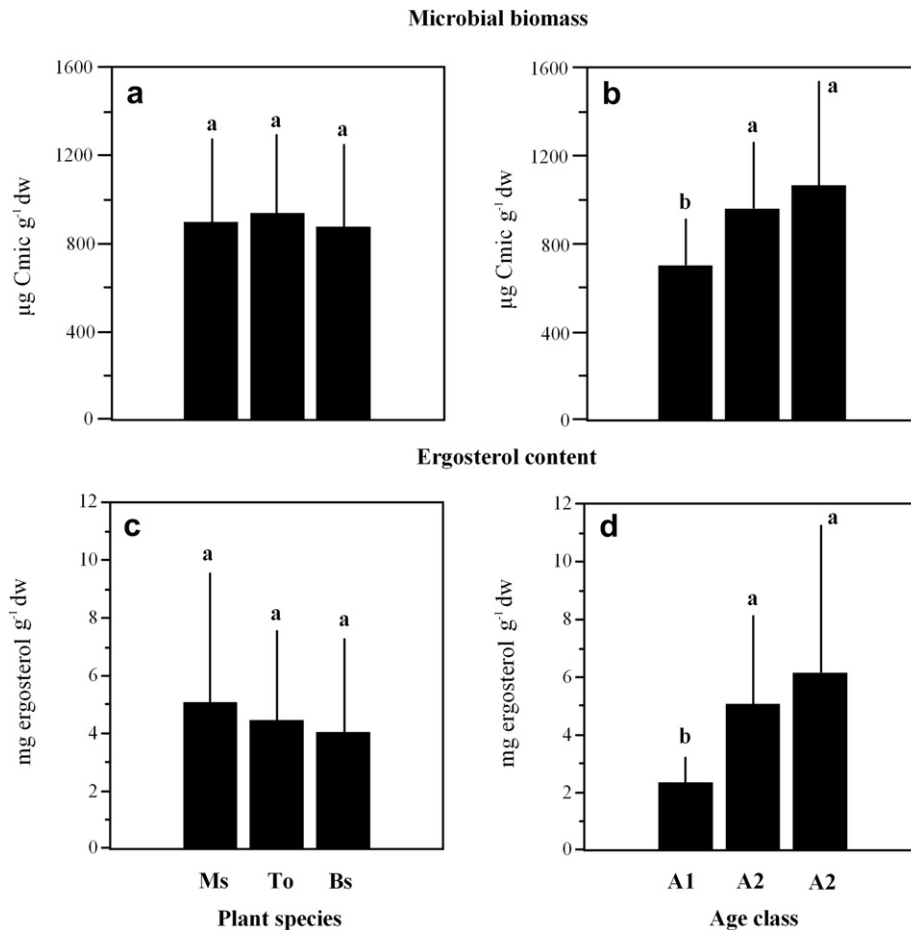 Microbial biomass
a
1600
1200
800
400
0
µg Cmic g⁻¹ dw
a a a
b
1600
1200
800
400
0
µg Cmic g⁻¹ dw
b a a
Ergosterol content
c
12
10
8
6
4
2
0
mg ergosterol g⁻¹ dw
a a a
Ms To Bs
Plant species
d
12
10
8
6
4
2
0
mg ergosterol g⁻¹ dw
b a a
A1 A2 A2
Age class